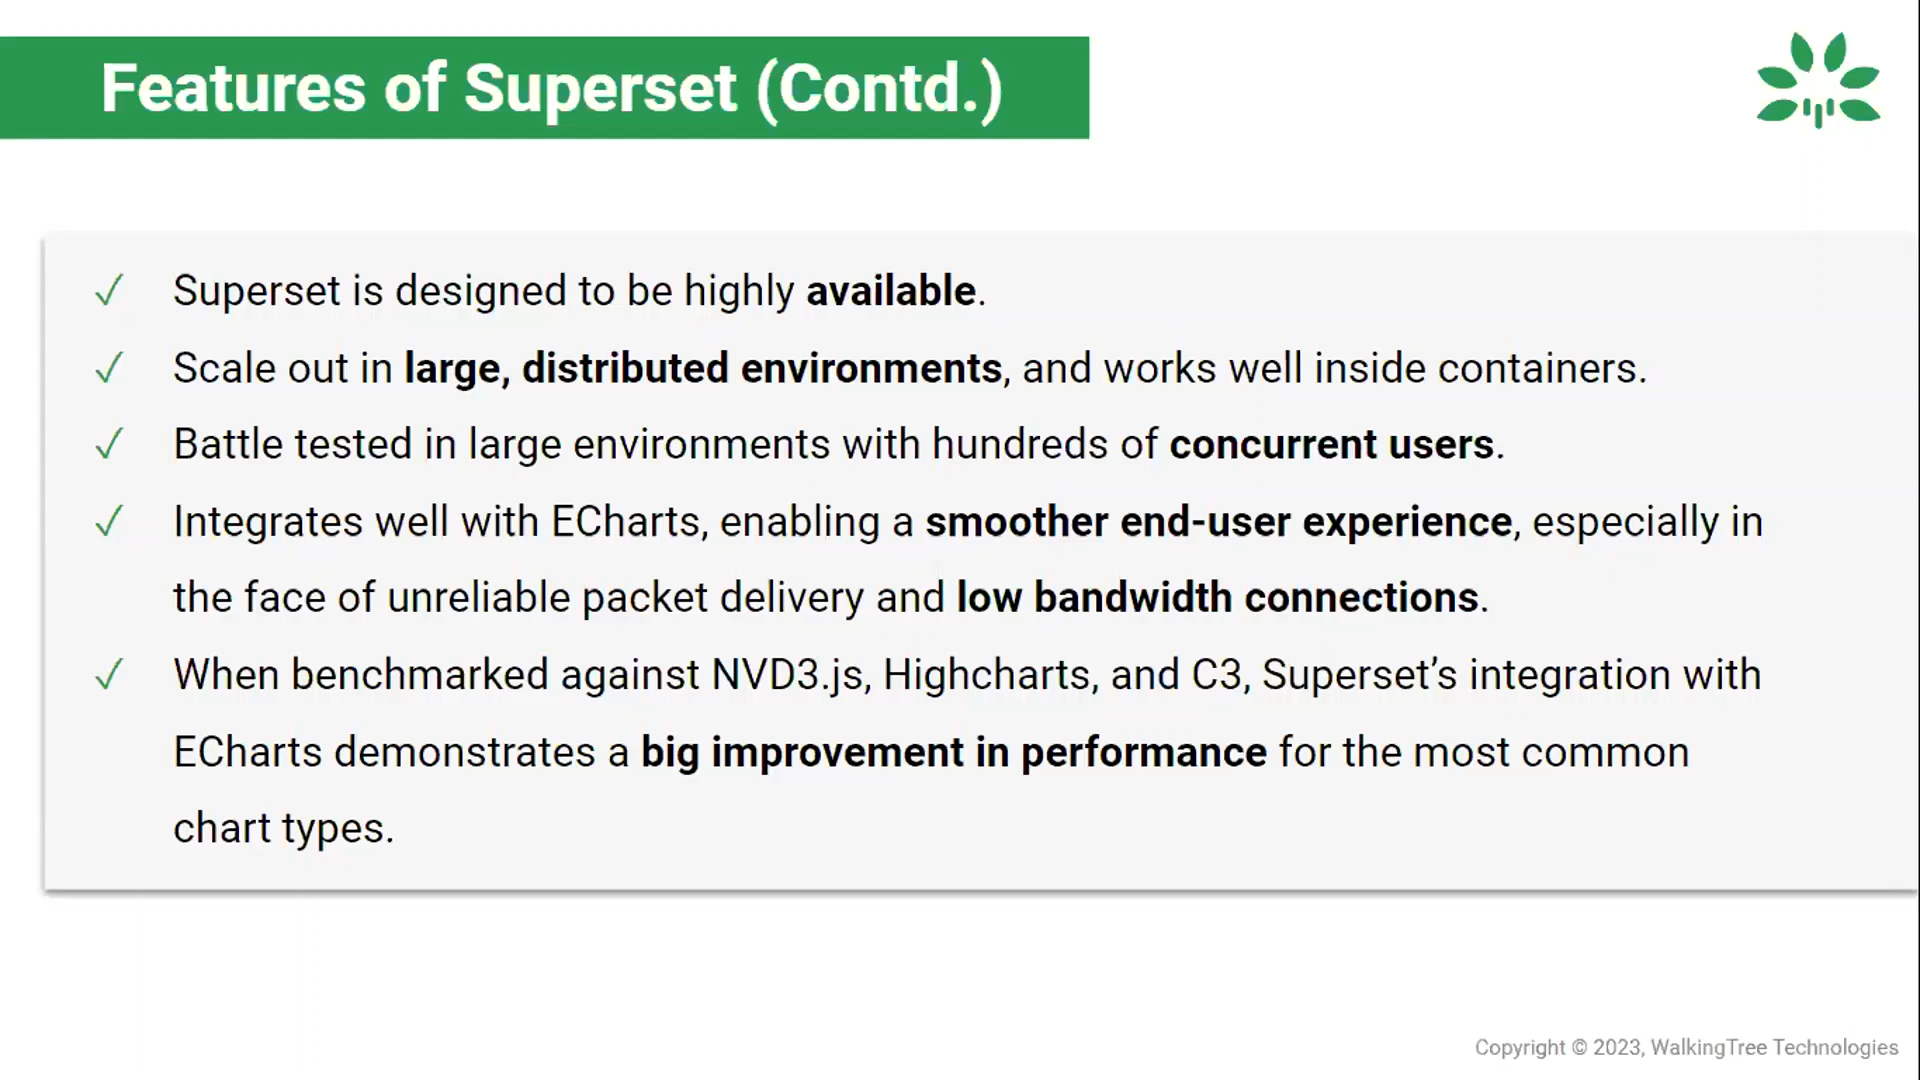 Features of Superset (Contd.)
✓ Superset is designed to be highly available.
✓ Scale out in large, distributed environments, and works well inside containers.
✓ Battle tested in large environments with hundreds of concurrent users.
✓ Integrates well with ECharts, enabling a smoother end-user experience, especially in
the face of unreliable packet delivery and low bandwidth connections.
✓ When benchmarked against NVD3.js, Highcharts, and C3, Superset’s integration with
ECharts demonstrates a big improvement in performance for the most common
chart types.
Copyright © 2023, WalkingTree Technologies